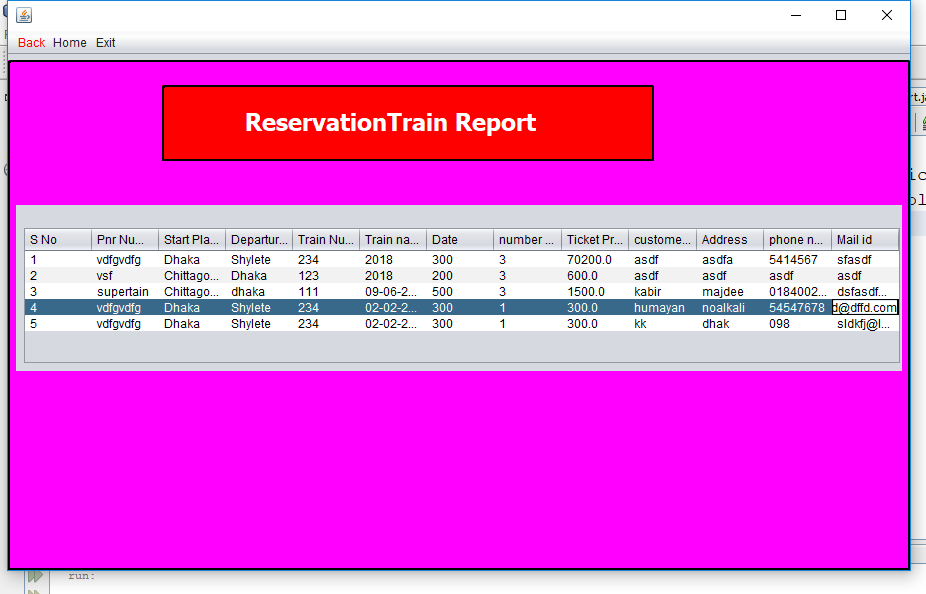 Back Home Exit
ReservationTrain Report
S No Pnr Nu... Start Pla... Departur... Train Nu... Train na... Date number ... Ticket Pr... custome... Address phone n... Mail id
1 vdfgvdfg Dhaka Shylete 234 2018 300 3 70200.0 asdf asdfa 5414567 sfasdf
2 vsf Chittago... Dhaka 123 2018 200 3 600.0 asdf asdf asdf asdf
3 supertain Chittago... dhaka 111 09-06-2... 500 3 1500.0 kabir majdee 0184002... dsfasdf...
4 vdfgvdfg Dhaka Shylete 234 02-02-2... 300 1 300.0 humayan noalkali 54547678 d@dffd.com
5 vdfgvdfg Dhaka Shylete 234 02-02-2... 300 1 300.0 kk dhak 098 sldkfj@l...
run: